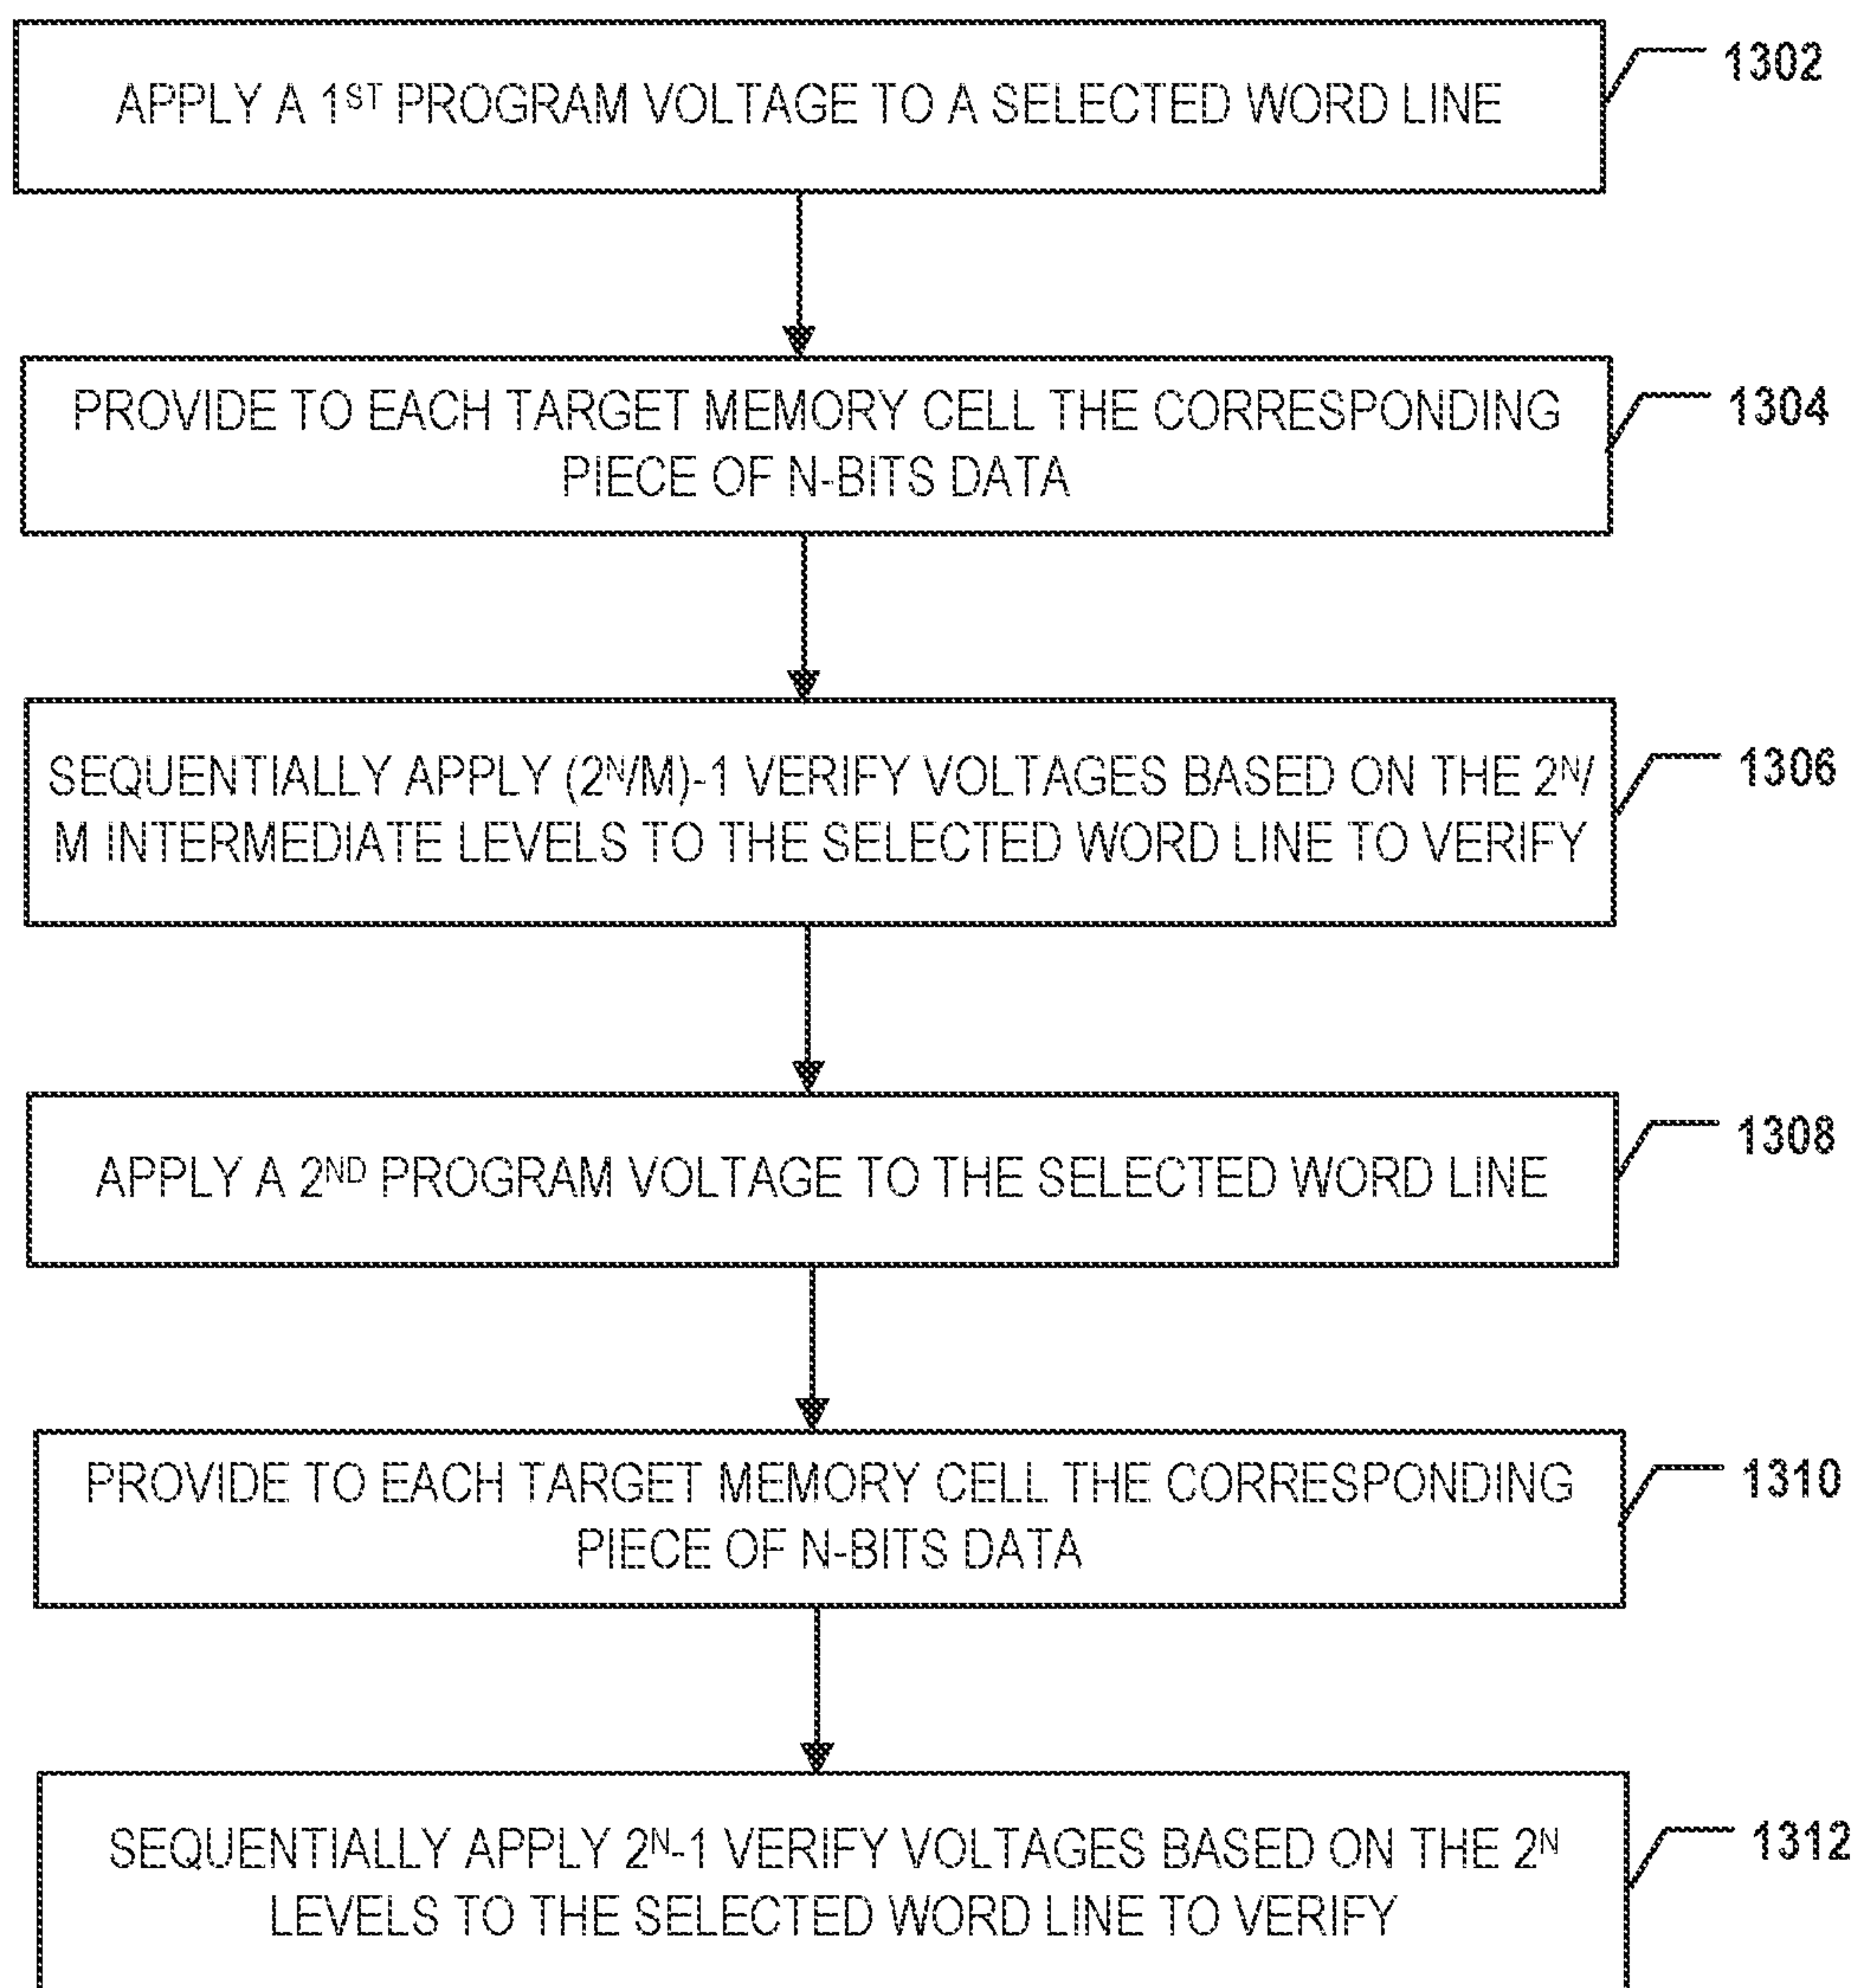 APPLY A 1ST PROGRAM VOLTAGE TO A SELECTED WORD LINE
1302
PROVIDE TO EACH TARGET MEMORY CELL THE CORRESPONDING
PIECE OF N-BITS DATA
1304
SEQUENTIALLY APPLY (2N/M)-1 VERIFY VOLTAGES BASED ON THE 2N/
M INTERMEDIATE LEVELS TO THE SELECTED WORD LINE TO VERIFY
1306
APPLY A 2ND PROGRAM VOLTAGE TO THE SELECTED WORD LINE
1308
PROVIDE TO EACH TARGET MEMORY CELL THE CORRESPONDING
PIECE OF N-BITS DATA
1310
SEQUENTIALLY APPLY 2N-1 VERIFY VOLTAGES BASED ON THE 2N
LEVELS TO THE SELECTED WORD LINE TO VERIFY
1312